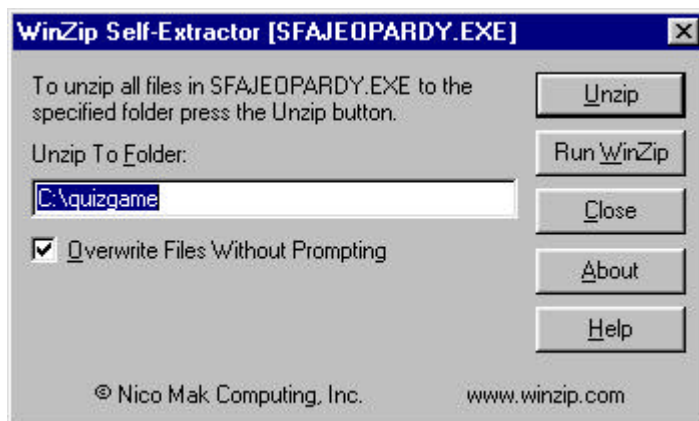 WinZip Self-Extractor [SFAJEOPARDY.EXE]
To unzip all files in SFAJEOPARDY.EXE to the
specified folder press the Unzip button.
Unzip To Folder:
C:\quizgame
Overwrite Files Without Prompting
Unzip
Run WinZip
Close
About
Help
© Nico Mak Computing, Inc.
www.winzip.com